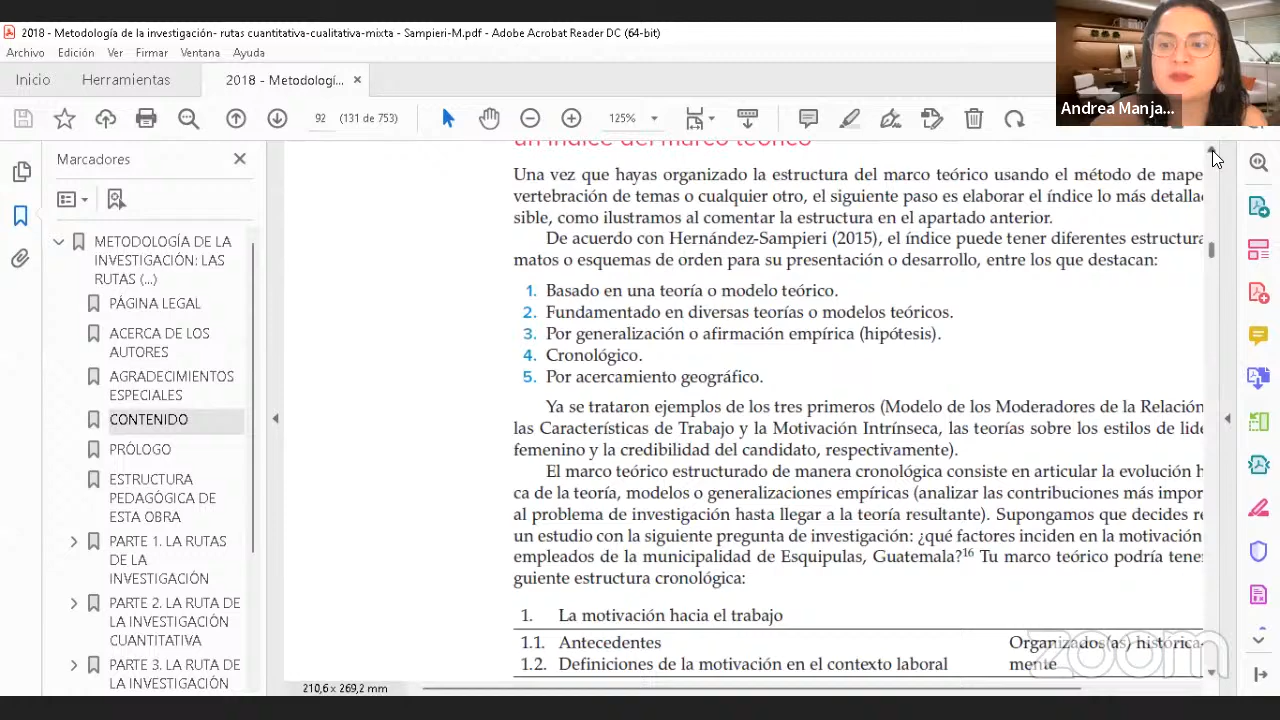 2018 - Metodología de la investigación- rutas cuantitativa-cualitativa-mixta - Sampieri-M.pdf - Adobe Acrobat Reader DC (64-bit)
Archivo Edición Ver Firmar Ventana Ayuda
Inicio Herramientas 2018 - Metodologí... ×
92 (131 de 753) 125%
Andrea Manja...
Marcadores
METODOLOGÍA DE LA
INVESTIGACIÓN: LAS
RUTAS (...)
PÁGINA LEGAL
ACERCA DE LOS
AUTORES
AGRADECIMIENTOS
ESPECIALES
CONTENIDO
PRÓLOGO
ESTRUCTURA
PEDAGÓGICA DE
ESTA OBRA
PARTE 1. LA RUTAS
DE LA
INVESTIGACIÓN
PARTE 2. LA RUTA DE
LA INVESTIGACIÓN
CUANTITATIVA
PARTE 3. LA RUTA DE
LA INVESTIGACIÓN
un índice del marco teórico
Una vez que hayas organizado la estructura del marco teórico usando el método de mape
vertebración de temas o cualquier otro, el siguiente paso es elaborar el índice lo más detalla
sible, como ilustramos al comentar la estructura en el apartado anterior.
De acuerdo con Hernández-Sampieri (2015), el índice puede tener diferentes estructura
matos o esquemas de orden para su presentación o desarrollo, entre los que destacan:
1. Basado en una teoría o modelo teórico.
2. Fundamentado en diversas teorías o modelos teóricos.
3. Por generalización o afirmación empírica (hipótesis).
4. Cronológico.
5. Por acercamiento geográfico.
Ya se trataron ejemplos de los tres primeros (Modelo de los Moderadores de la Relación
las Características de Trabajo y la Motivación Intrínseca, las teorías sobre los estilos de lide
femenino y la credibilidad del candidato, respectivamente).
El marco teórico estructurado de manera cronológica consiste en articular la evolución h
ca de la teoría, modelos o generalizaciones empíricas (analizar las contribuciones más impor
al problema de investigación hasta llegar a la teoría resultante). Supongamos que decides re
un estudio con la siguiente pregunta de investigación: ¿qué factores inciden en la motivación
empleados de la municipalidad de Esquipulas, Guatemala?16 Tu marco teórico podría tene
guiente estructura cronológica:
1. La motivación hacia el trabajo
1.1. Antecedentes Organizados(as) histórica-
1.2. Definiciones de la motivación en el contexto laboral mente
zoom
210,6 x 269,2 mm